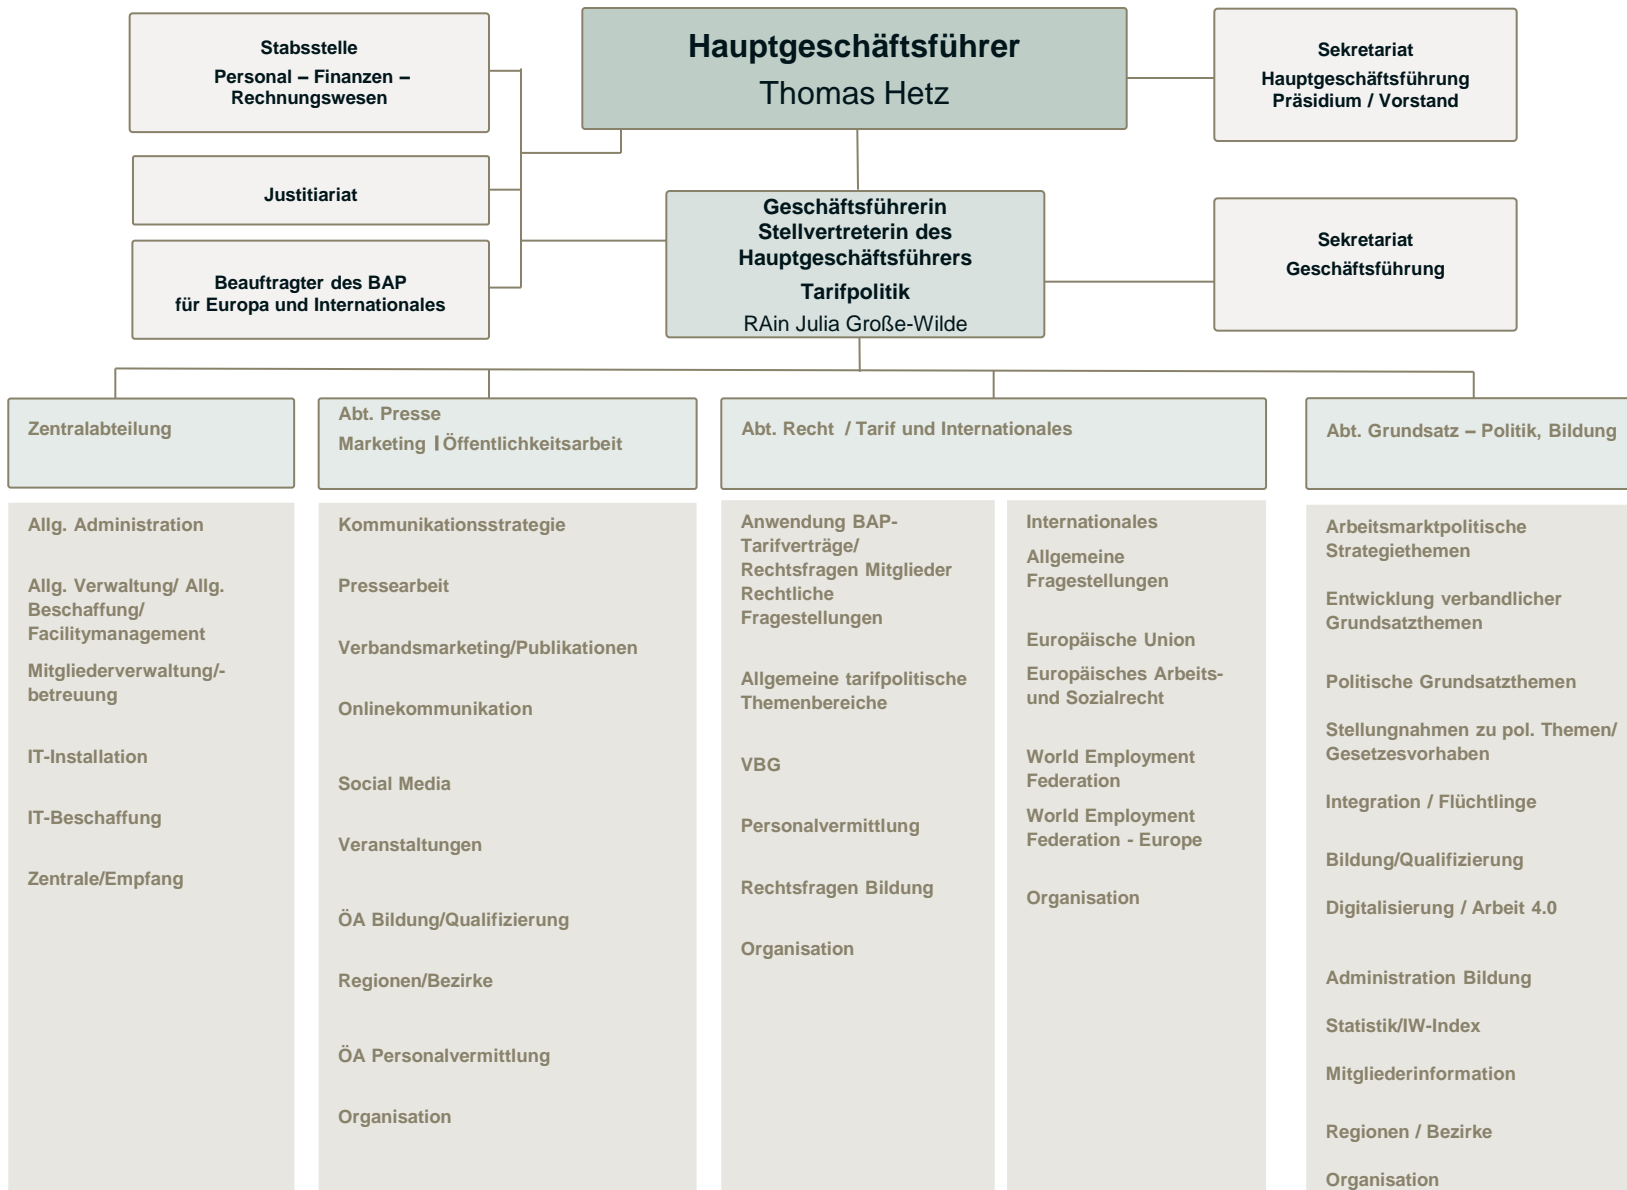 Stabsstelle
Personal – Finanzen –
Rechnungswesen
Hauptgeschäftsführer
Thomas Hetz
Sekretariat
Hauptgeschäftsführung
Präsidium / Vorstand
Justitiariat
Beauftragter des BAP
für Europa und Internationales
Geschäftsführerin
Stellvertreterin des
Hauptgeschäftsführers
Tarifpolitik
RAin Julia Große-Wilde
Sekretariat
Geschäftsführung
Zentralabteilung
Allg. Administration
Allg. Verwaltung/ Allg.
Beschaffung/
Facilitymanagement
Mitgliederverwaltung/-
betreuung
IT-Installation
IT-Beschaffung
Zentrale/Empfang
Abt. Presse
Marketing I Öffentlichkeitsarbeit
Kommunikationsstrategie
Pressearbeit
Verbandsmarketing/Publikationen
Onlinekommunikation
Social Media
Veranstaltungen
ÖA Bildung/Qualifizierung
Regionen/Bezirke
ÖA Personalvermittlung
Organisation
Abt. Recht / Tarif und Internationales
Anwendung BAP-
Tarifverträge/
Rechtsfragen Mitglieder
Rechtliche
Fragestellungen
Allgemeine tarifpolitische
Themenbereiche
VBG
Personalvermittlung
Rechtsfragen Bildung
Organisation
Internationales
Allgemeine
Fragestellungen
Europäische Union
Europäisches Arbeits-
und Sozialrecht
World Employment
Federation
World Employment
Federation - Europe
Organisation
Abt. Grundsatz – Politik, Bildung
Arbeitsmarktpolitische
Strategiethemen
Entwicklung verbandlicher
Grundsatzthemen
Politische Grundsatzthemen
Stellungnahmen zu pol. Themen/
Gesetzesvorhaben
Integration / Flüchtlinge
Bildung/Qualifizierung
Digitalisierung / Arbeit 4.0
Administration Bildung
Statistik/IW-Index
Mitgliederinformation
Regionen / Bezirke
Organisation